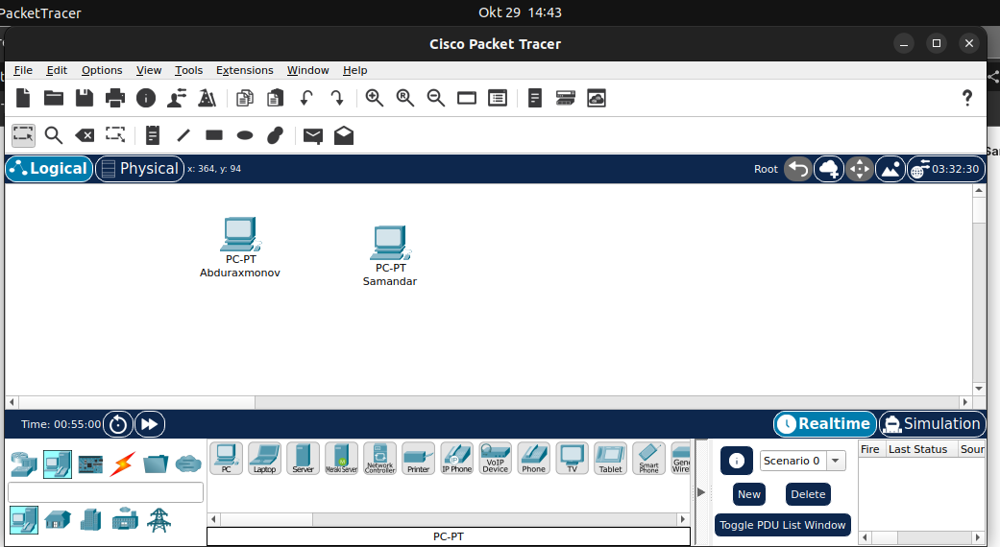 PacketTracer
Okt 29 14:43
Cisco Packet Tracer
File Edit Options View Tools Extensions Window Help
Logical
Physical
x: 364, y: 94
Root
03:32:30
PC-PT
Abduraxmonov
PC-PT
Samandar
Time: 00:55:00
Realtime
Simulation
PC
Laptop
Server
Meraki Server
Network Controller
Printer
IP Phone
VoIP Device
Phone
TV
Tablet
Smart Phone
PC-PT
Scenario 0
New
Delete
Toggle PDU List Window
Fire Last Status Sour